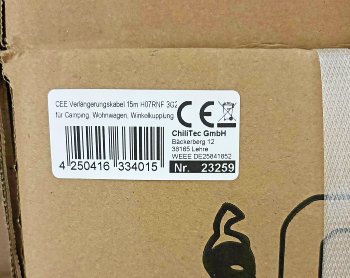 CEE Verlängerungskabel 15m H07RNF 3G2
für Camping, Wohnwagen, Winkelkupplung
CE
ChiliTec GmbH
Bäckerberg 12
38165 Lehre
WEEE DE25841852
4 250416 334015
Nr. 23259